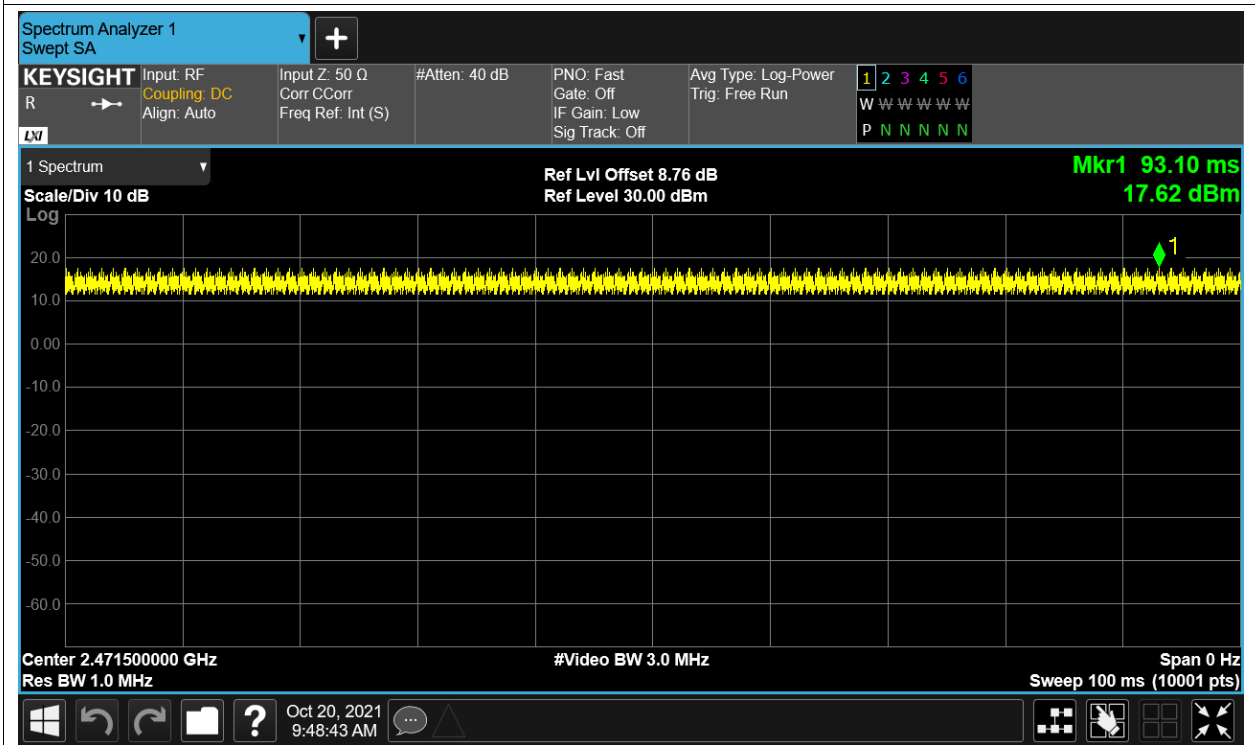 Spectrum Analyzer 1
Swept SA
+
KEYSIGHT
R
LXI
Input: RF
Coupling: DC
Align: Auto
Input Z: 50 Ω
Corr CCorr
Freq Ref: Int (S)
#Atten: 40 dB
PNO: Fast
Gate: Off
IF Gain: Low
Sig Track: Off
Avg Type: Log-Power
Trig: Free Run
1 2 3 4 5 6
W W W W W W
P N N N N N
1 Spectrum
Scale/Div 10 dB
Log
Ref Lvl Offset 8.76 dB
Ref Level 30.00 dBm
Mkr1 93.10 ms
17.62 dBm
1
20.0
10.0
0.00
-10.0
-20.0
-30.0
-40.0
-50.0
-60.0
Center 2.471500000 GHz
Res BW 1.0 MHz
#Video BW 3.0 MHz
Span 0 Hz
Sweep 100 ms (10001 pts)
?
Oct 20, 2021
9:48:43 AM